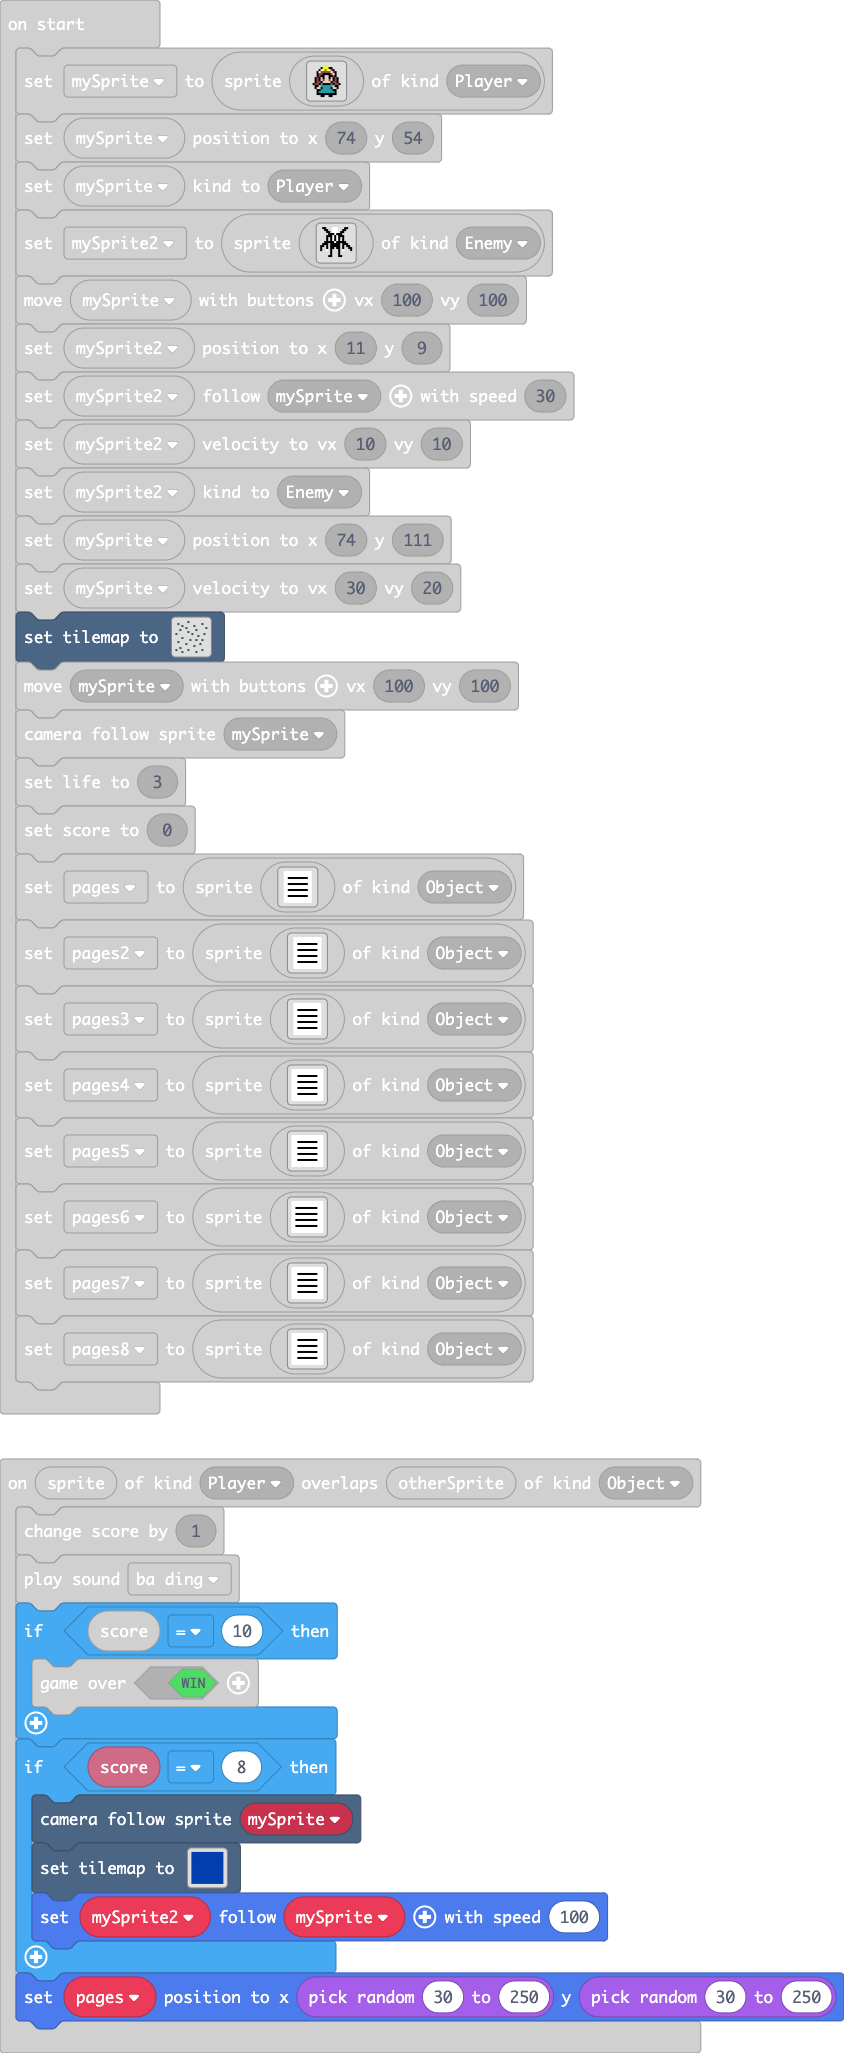 on start
set mySprite to sprite of kind Player
set mySprite position to x 74 y 54
set mySprite kind to Player
set mySprite2 to sprite of kind Enemy
move mySprite with buttons vx 100 vy 100
set mySprite2 position to x 11 y 9
set mySprite2 follow mySprite with speed 30
set mySprite2 velocity to vx 10 vy 10
set mySprite2 kind to Enemy
set mySprite position to x 74 y 111
set mySprite velocity to vx 30 vy 20
set tilemap to
move mySprite with buttons vx 100 vy 100
camera follow sprite mySprite
set life to 3
set score to 0
set pages to sprite of kind Object
set pages2 to sprite of kind Object
set pages3 to sprite of kind Object
set pages4 to sprite of kind Object
set pages5 to sprite of kind Object
set pages6 to sprite of kind Object
set pages7 to sprite of kind Object
set pages8 to sprite of kind Object
on sprite of kind Player overlaps otherSprite of kind Object
change score by 1
play sound ba ding
if score = 10 then
game over WIN
if score = 8 then
camera follow sprite mySprite
set tilemap to
set mySprite2 follow mySprite with speed 100
set pages position to x pick random 30 to 250 y pick random 30 to 250